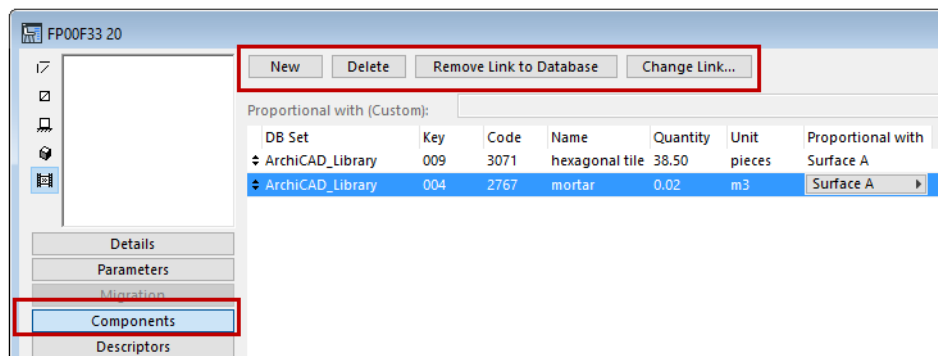 FP00F33 20
New Delete Remove Link to Database Change Link...
Proportional with (Custom):
DB Set Key Code Name Quantity Unit Proportional with
ArchiCAD_Library 009 3071 hexagonal tile 38.50 pieces Surface A
ArchiCAD_Library 004 2767 mortar 0.02 m3 Surface A
Details
Parameters
Migration
Components
Descriptors